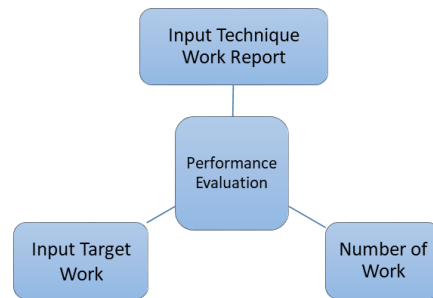 Input Technique
Work Report
Performance
Evaluation
Input Target
Work
Number of
Work